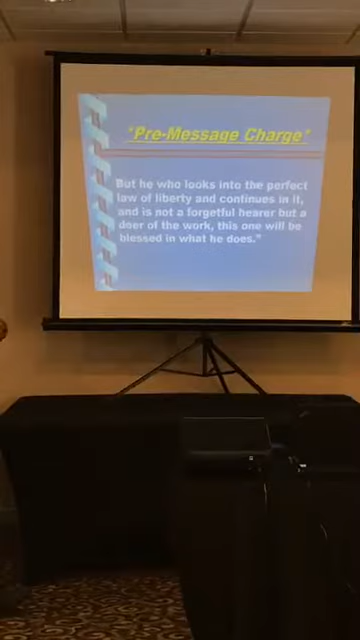 *Pre-Message Charge*
But he who looks into the perfect
law of liberty and continues in it,
and is not a forgetful hearer but a
doer of the work, this one will be
blessed in what he does."